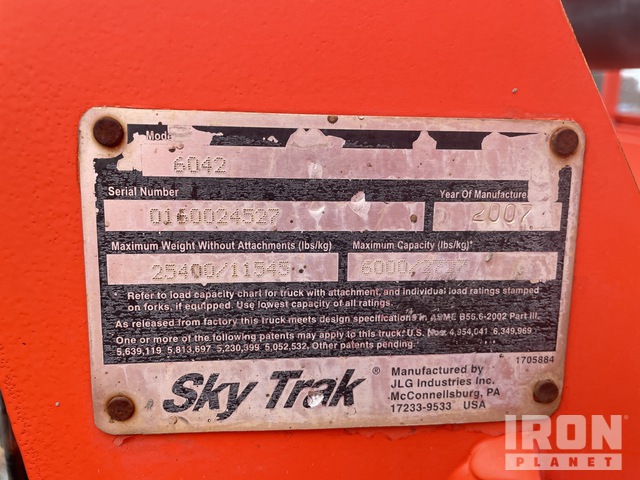 Model
6042
Serial Number Year Of Manufacture
0160024527 2007
Maximum Weight Without Attachments (lbs/kg) Maximum Capacity (lbs/kg)*
25400/11545 6000/2727
* Refer to load capacity chart for truck with attachment, and individual load ratings stamped
on forks, if equipped. Use lowest capacity of all ratings.
As released from factory this truck meets design specifications in ASME B56.6-2002 Part III.
One or more of the following patents may apply to this truck: U.S. Nos. 4,954,041 6,349,969
5,639,119 5,813,697 5,230,399 5,052,532. Other patents pending.
1705884
Sky Trak®
Manufactured by
JLG Industries Inc.
McConnellsburg, PA
17233-9533 USA
IRON
PLANET